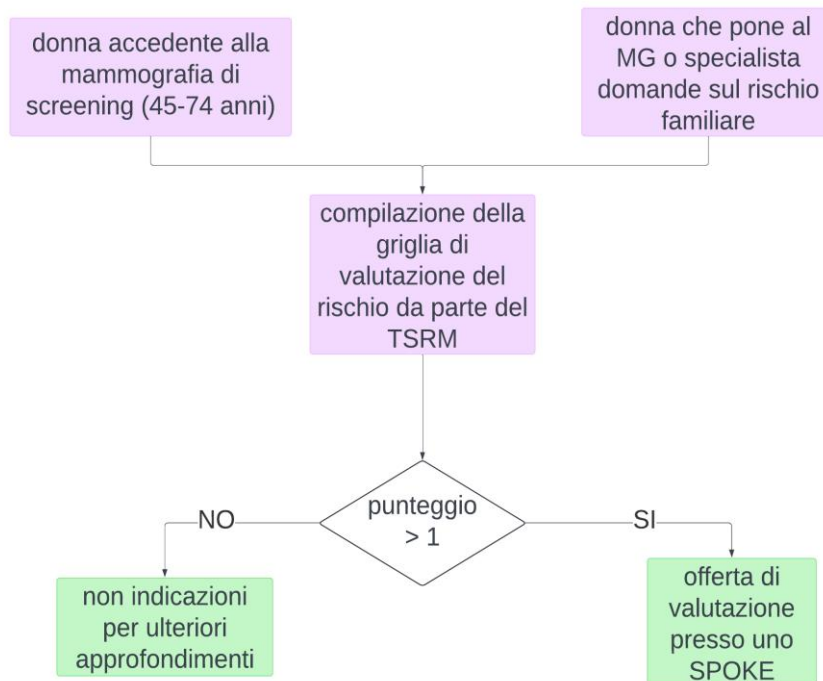 donna accedente alla
mammografia di
screening (45-74 anni)
donna che pone al
MG o specialista
domande sul rischio
familiare
compilazione della
griglia di
valutazione del
rischio da parte del
TSRM
punteggio
> 1
NO
SI
non indicazioni
per ulteriori
approfondimenti
offerta di
valutazione
presso uno
SPOKE